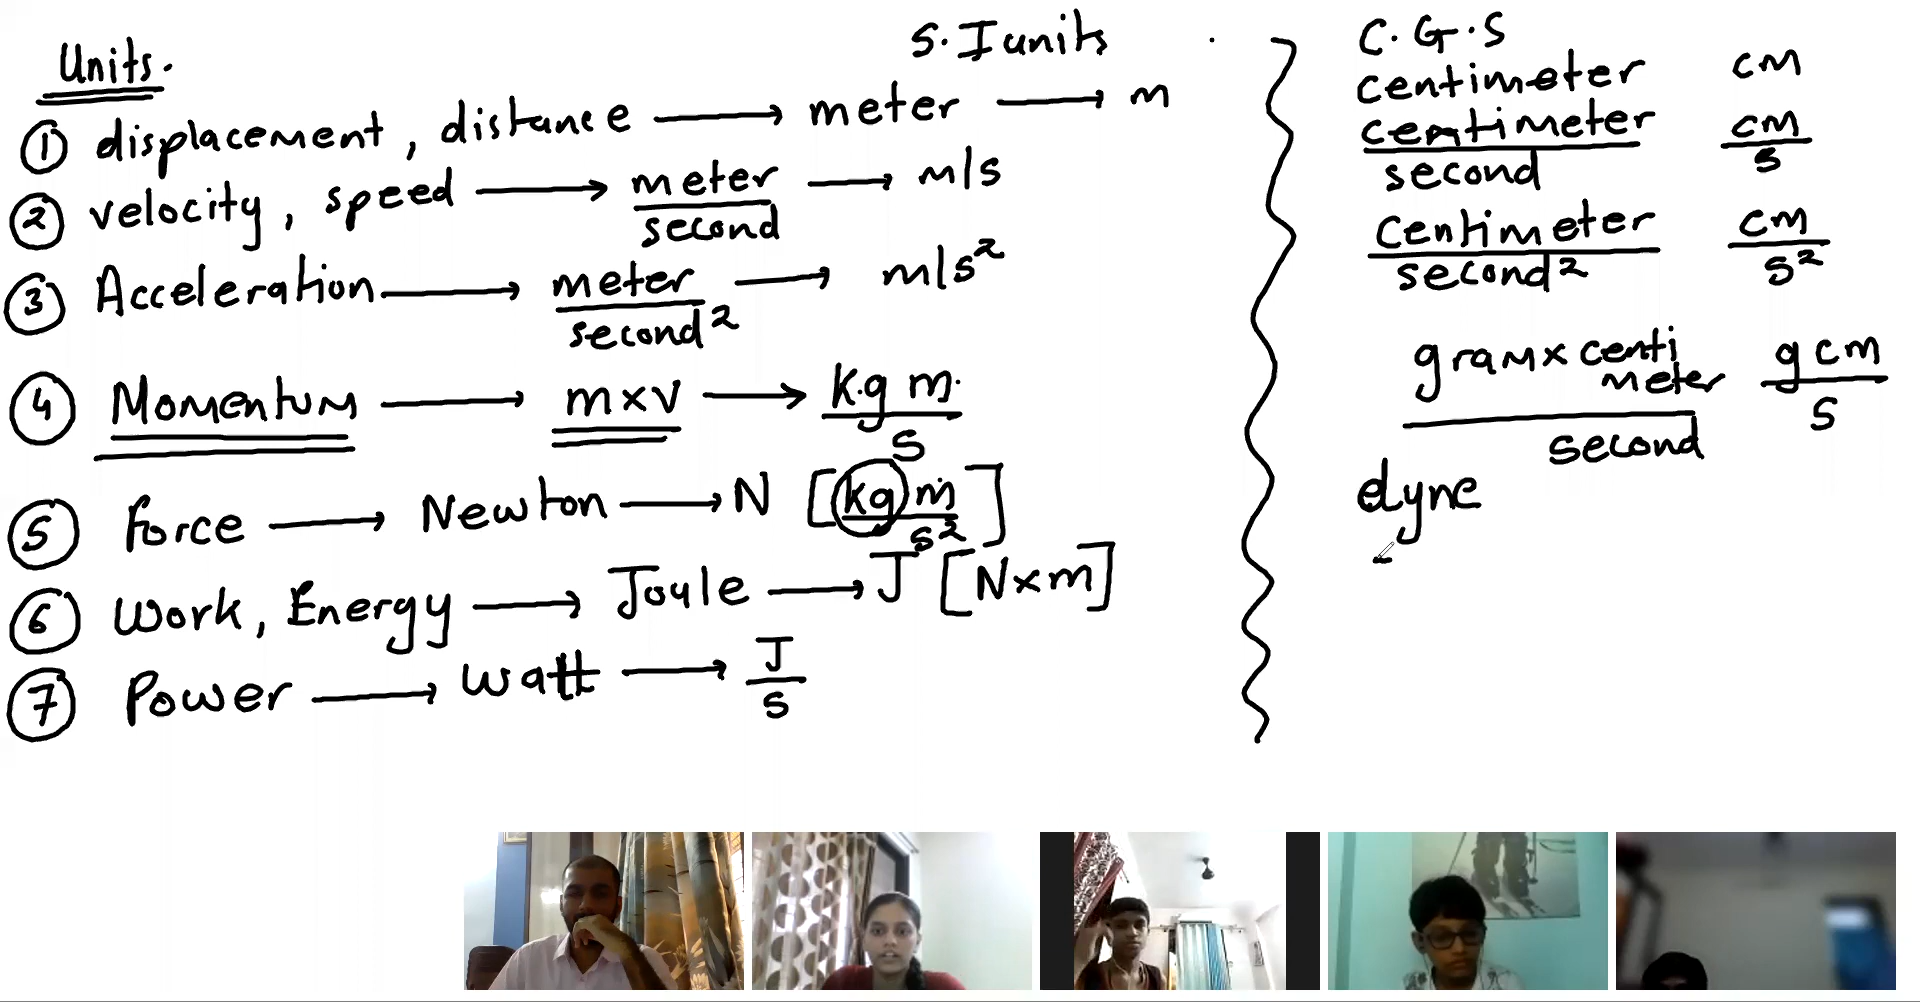 Units.
S.I units
① displacement, distance → meter → m
② velocity, speed → meter/second → m/s
③ Acceleration → meter/second² → m/s²
④ Momentum → m×v → k.g m./s
⑤ force → Newton → N [kg m/s²]
⑥ Work, Energy → Joule → J [N×m]
⑦ Power → Watt → J/s
C.G.S
centimeter cm
centimeter/second cm/s
centimeter/second² cm/s²
gram×centi meter/second g cm/s
dyne